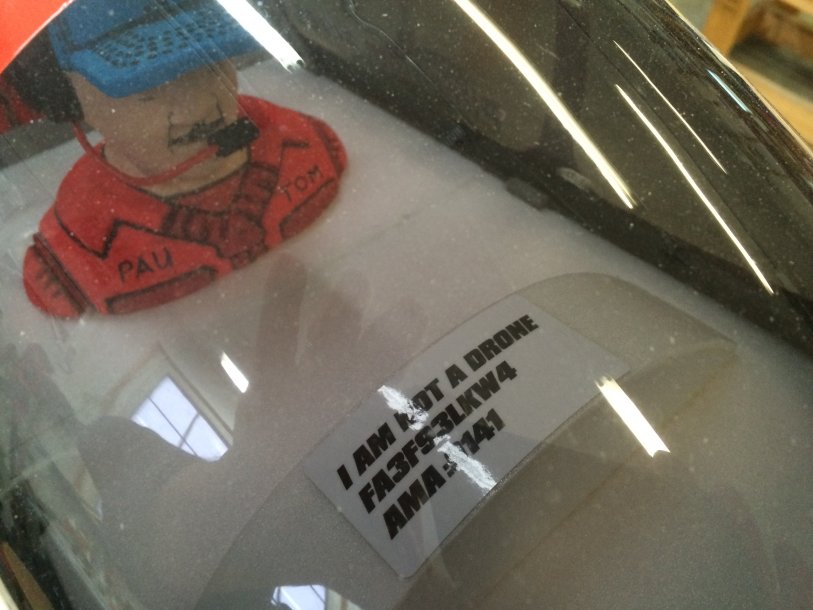 PAU TOM
I AM NOT A DRONE
FA3FS3LKW4
AMA